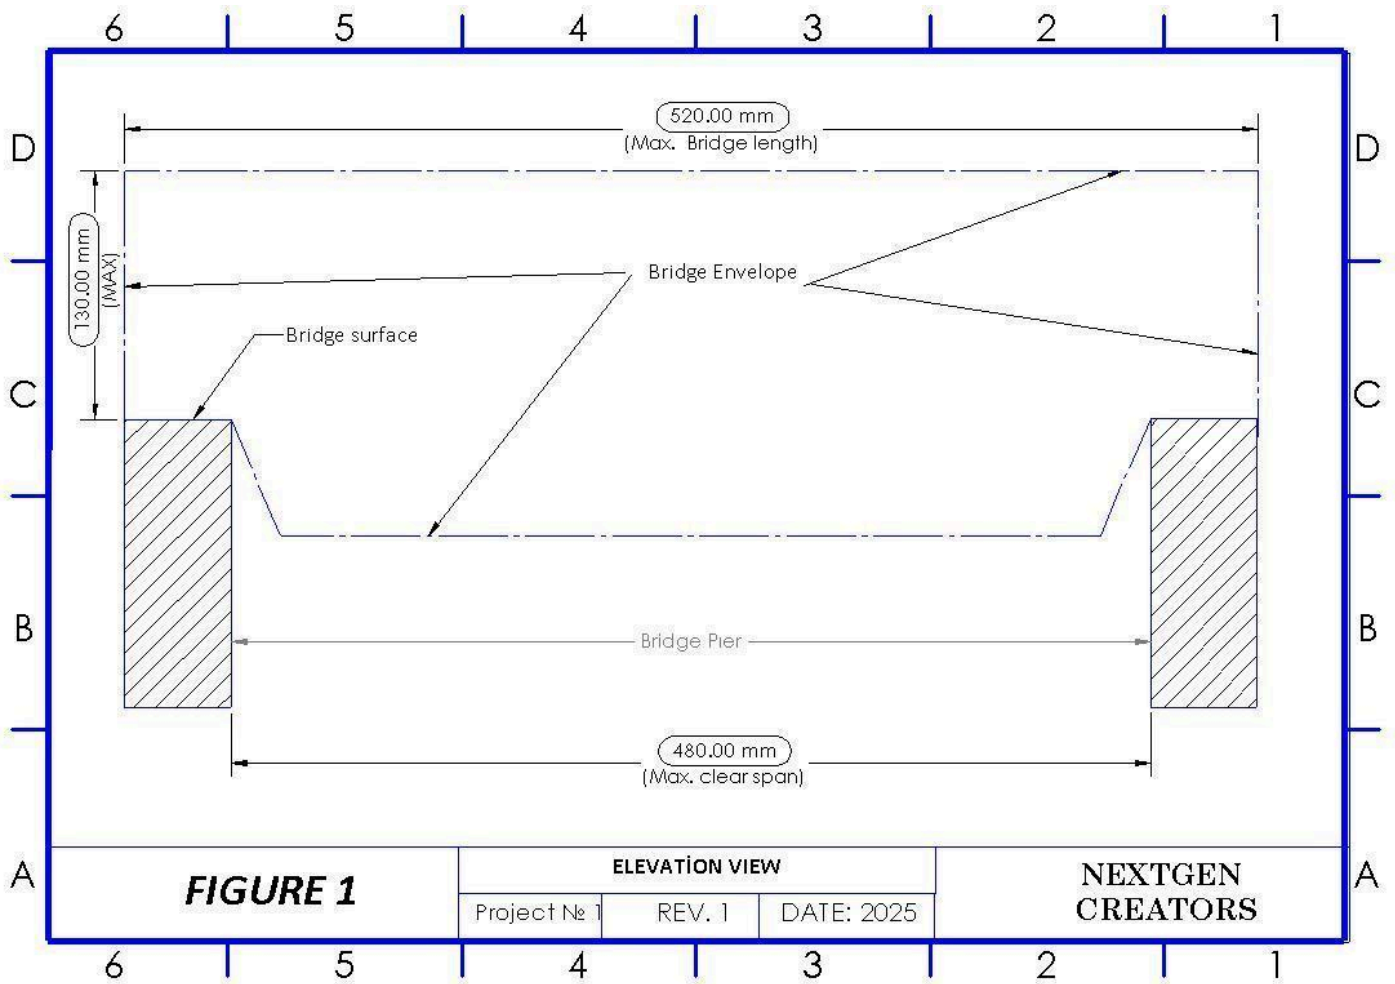 6 5 4 3 2 1
520.00 mm
(Max. Bridge length)
D D
130.00 mm
(MAX)
Bridge Envelope
Bridge surface
C C
B B
Bridge Pier
480.00 mm
(Max. clear span)
A A
FIGURE 1
ELEVATİON VIEW
Project № 1
REV. 1
DATE: 2025
NEXTGEN
CREATORS
6 5 4 3 2 1